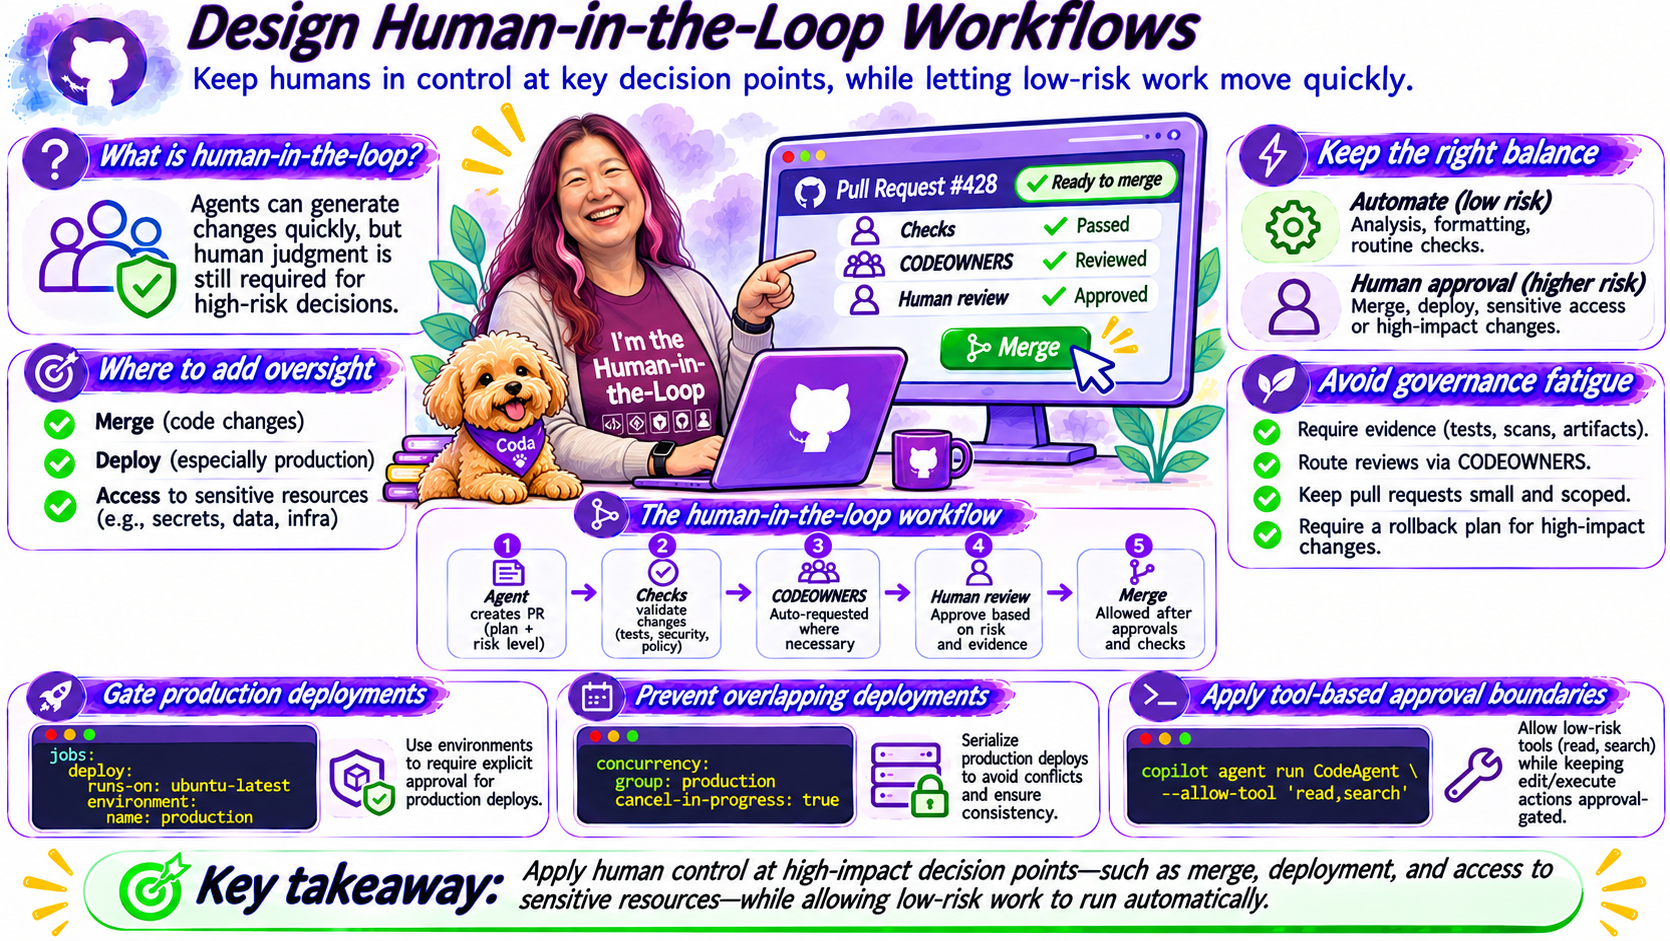 Design Human-in-the-Loop Workflows
Keep humans in control at key decision points, while letting low-risk work move quickly.
What is human-in-the-loop?
Agents can generate
changes quickly, but
human judgment is
still required for
high-risk decisions.
Where to add oversight
Merge (code changes)
Deploy (especially production)
Access to sensitive resources
(e.g., secrets, data, infra)
I'm the
Human-in-
the-Loop
Coda
Pull Request #428
Ready to merge
Checks
Passed
CODEOWNERS
Reviewed
Human review
Approved
Merge
Keep the right balance
Automate (low risk)
Analysis, formatting,
routine checks.
Human approval (higher risk)
Merge, deploy, sensitive access
or high-impact changes.
Avoid governance fatigue
Require evidence (tests, scans, artifacts).
Route reviews via CODEOWNERS.
Keep pull requests small and scoped.
Require a rollback plan for high-impact
changes.
The human-in-the-loop workflow
1
Agent
creates PR
(plan +
risk level)
2
Checks
validate
changes
(tests, security,
policy)
3
CODEOWNERS
Auto-requested
where
necessary
4
Human review
Approve based
on risk
and evidence
5
Merge
Allowed after
approvals
and checks
Gate production deployments
jobs:
deploy:
runs-on: ubuntu-latest
environment:
name: production
Use environments
to require explicit
approval for
production deploys.
Prevent overlapping deployments
concurrency:
group: production
cancel-in-progress: true
Serialize
production deploys
to avoid conflicts
and ensure
consistency.
Apply tool-based approval boundaries
copilot agent run CodeAgent \
--allow-tool 'read,search'
Allow low-risk
tools (read, search)
while keeping
edit/execute
actions approval-
gated.
Key takeaway:
Apply human control at high-impact decision points—such as merge, deployment, and access to
sensitive resources—while allowing low-risk work to run automatically.